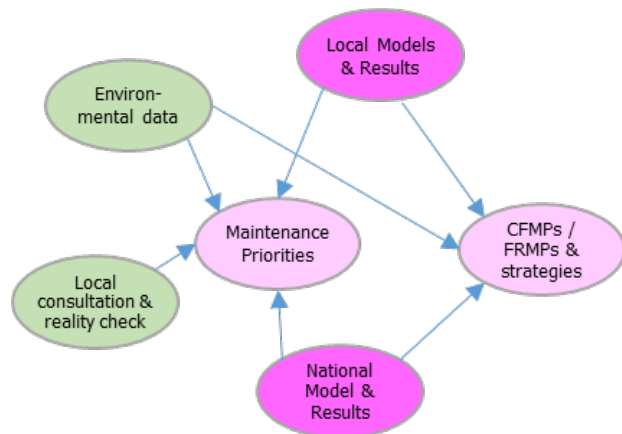 Local Models
& Results
Environ-
mental data
Maintenance
Priorities
CFMPs /
FRMPs &
strategies
Local
consultation &
reality check
National
Model &
Results